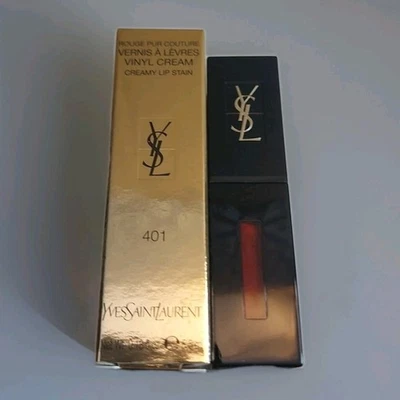 ROUGE PUR COUTURE
VERNIS À LÈVRES
VINYL CREAM
CREAMY LIP STAIN
YSL
401
YVESSAINTLAURENT
YSL